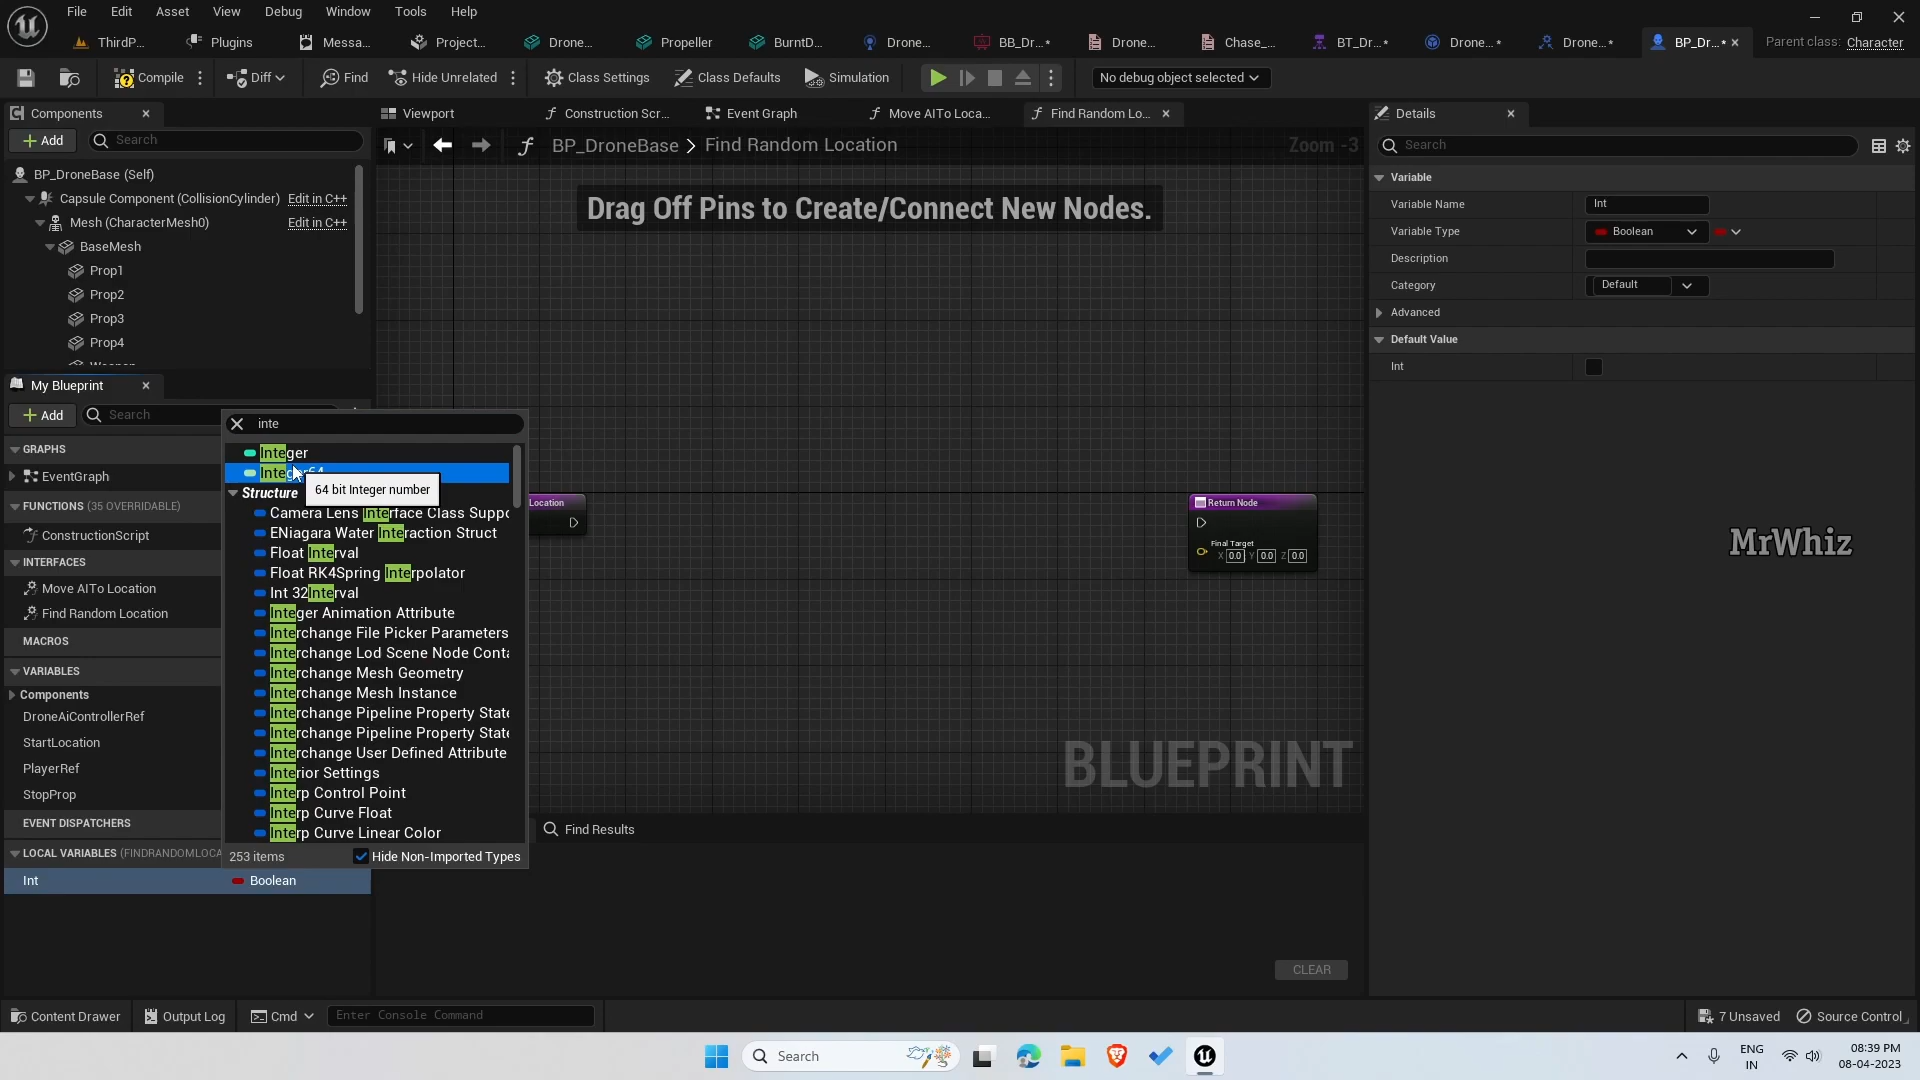 File Edit Asset View Debug Window Tools Help
ThirdP... Plugins Messa... Project... Drone... Propeller BurntD... Drone... BB_Dr...* Drone... Chase_... BT_Dr...* Drone...* Drone...* BP_Dr...* Parent class: Character
Compile Diff Find Hide Unrelated Class Settings Class Defaults Simulation No debug object selected
Components
Add Search
BP_DroneBase (Self)
Capsule Component (CollisionCylinder) Edit in C++
Mesh (CharacterMesh0) Edit in C++
BaseMesh
Prop1
Prop2
Prop3
Prop4
My Blueprint
Add Search
GRAPHS
EventGraph
FUNCTIONS (35 OVERRIDABLE)
ConstructionScript
INTERFACES
Move AITo Location
Find Random Location
MACROS
VARIABLES
Components
DroneAiControllerRef
StartLocation
PlayerRef
StopProp
EVENT DISPATCHERS
LOCAL VARIABLES (FINDRANDOMLOCA
Int Boolean
inte
Integer
Integer64
64 bit Integer number
Structure
Camera Lens Interface Class Suppo
ENiagara Water Interaction Struct
Float Interval
Float RK4Spring Interpolator
Int 32Interval
Integer Animation Attribute
Interchange File Picker Parameters
Interchange Lod Scene Node Conta
Interchange Mesh Geometry
Interchange Mesh Instance
Interchange Pipeline Property State
Interchange Pipeline Property State
Interchange User Defined Attribute
Interior Settings
Interp Control Point
Interp Curve Float
Interp Curve Linear Color
253 items Hide Non-Imported Types
Viewport Construction Scr... Event Graph Move AITo Loca... Find Random Lo...
BP_DroneBase > Find Random Location Zoom -3
Drag Off Pins to Create/Connect New Nodes.
Location
Return Node
Final Target
X 0.0 Y 0.0 Z 0.0
BLUEPRINT
Find Results
CLEAR
Details
Search
Variable
Variable Name Int
Variable Type Boolean
Description
Category Default
Advanced
Default Value
Int
MrWhiz
Content Drawer Output Log Cmd Enter Console Command 7 Unsaved Source Control
Search
ENG
IN
08:39 PM
08-04-2023